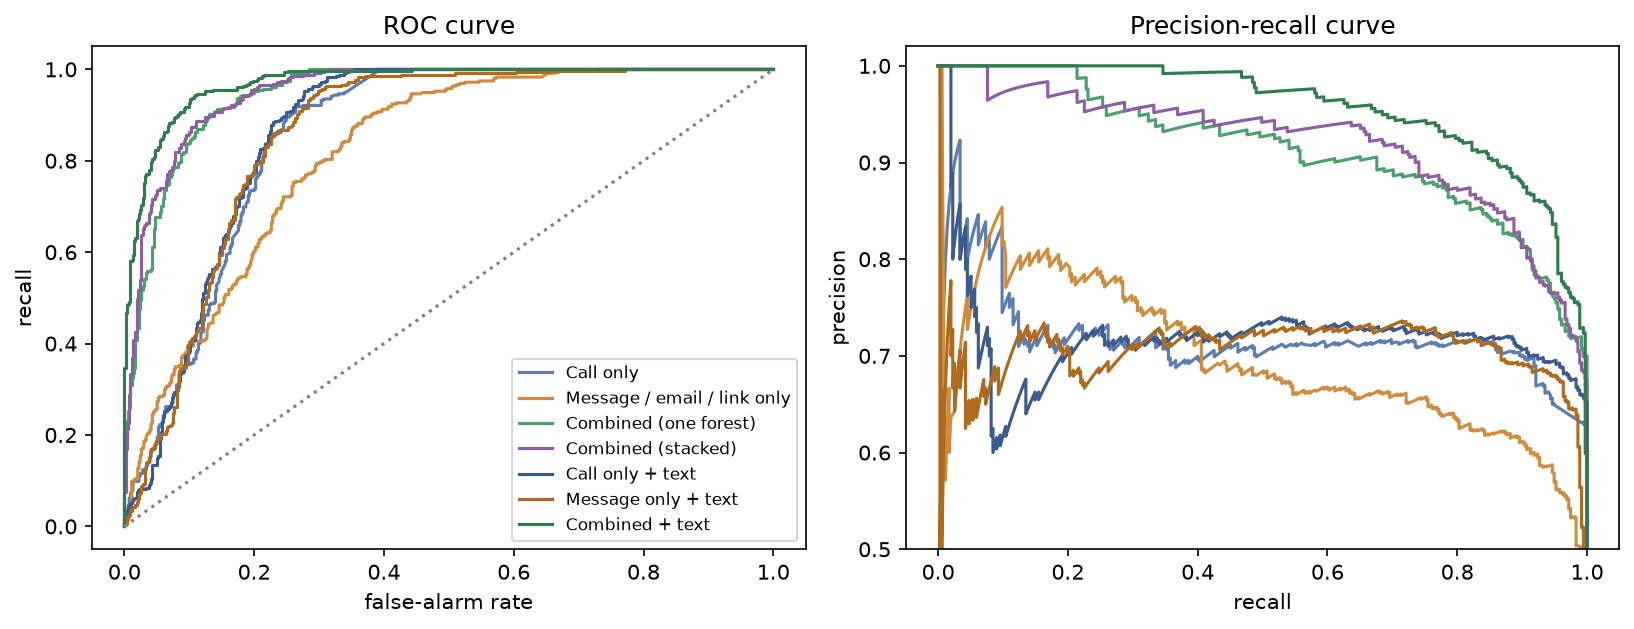 ROC curve
1.0
0.8
0.6
0.4
0.2
0.0
recall
0.0 0.2 0.4 0.6 0.8 1.0
false-alarm rate
Call only
Message / email / link only
Combined (one forest)
Combined (stacked)
Call only + text
Message only + text
Combined + text
Precision-recall curve
1.0
0.9
0.8
0.7
0.6
0.5
precision
0.0 0.2 0.4 0.6 0.8 1.0
recall